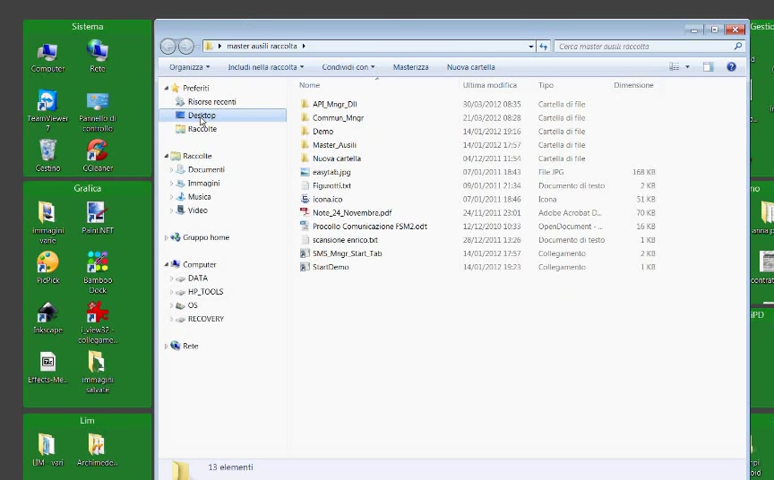 Sistema
Computer
Rete
TeamViewer 7
Pannello di controllo
Cestino
CCleaner
Grafica
immagini varie
Paint.NET
PicPick
Bamboo Dock
Inkscape
i_view32 - collegame...
Effects-Me...
immagini salvate
Lim
LIM - vari
Archimede...
master ausili raccolta
Cerca master ausili raccolta
Organizza
Includi nella raccolta
Condividi con
Masterizza
Nuova cartella
Preferiti
Risorse recenti
Desktop
Raccolte
Raccolte
Documenti
Immagini
Musica
Video
Gruppo home
Computer
DATA
HP_TOOLS
OS
RECOVERY
Rete
Nome Ultima modifica Tipo Dimensione
API_Mngr_Dll 30/03/2012 08:35 Cartella di file
Commun_Mngr 21/03/2012 08:28 Cartella di file
Demo 14/01/2012 19:16 Cartella di file
Master_Ausili 14/01/2012 17:52 Cartella di file
Nuova cartella 04/12/2011 11:54 Cartella di file
easytab.jpg 07/01/2011 18:43 File JPG 168 KB
Figurotti.txt 09/01/2011 21:34 Documento di testo 2 KB
Icona.ico 07/01/2011 18:46 Icona 51 KB
Note_24_Novembre.pdf 24/11/2011 23:01 Adobe Acrobat D... 70 KB
Procollo Comunicazione FSM2.odt 12/12/2010 10:33 OpenDocument - ... 16 KB
scansione enrico.txt 28/12/2011 13:26 Documento di testo 1 KB
SMS_Mngr_Start_Tab 14/01/2012 17:57 Collegamento 2 KB
StartDemo 14/01/2012 19:23 Collegamento 1 KB
13 elementi